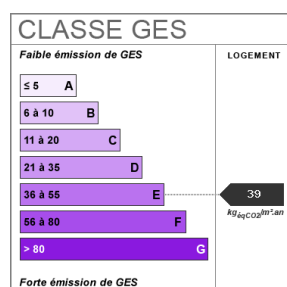 CLASSE GES
Faible émission de GES
LOGEMENT
≤ 5 A
6 à 10 B
11 à 20 C
21 à 35 D
36 à 55 E
39
kgéqCO2/m².an
56 à 80 F
> 80 G
Forte émission de GES